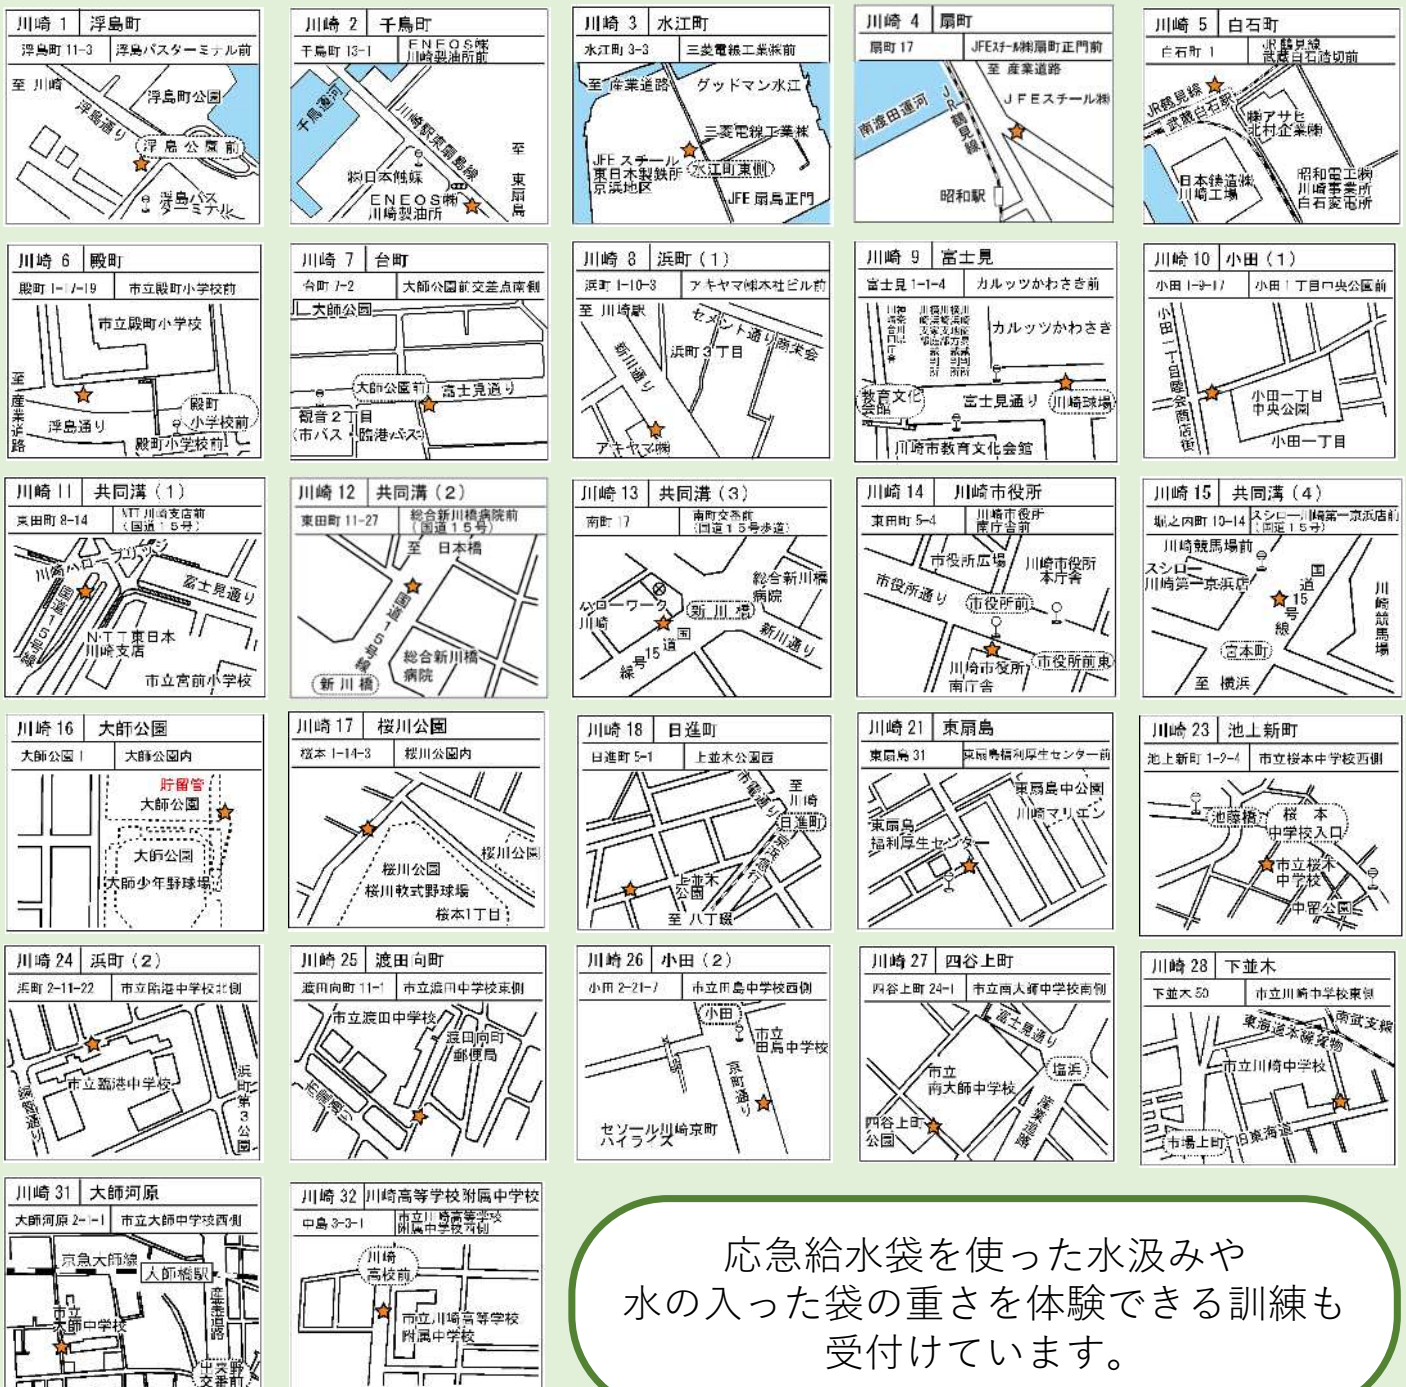 川崎 1 浮島町
浮島町 11-3 浮島バスターミナル前
至 川崎
浮島町公園
浮島通り
浮島公園前
浮島バス
ターミナル
川崎 2 千鳥町
千鳥町 13-1 ENEOS㈱
川崎製油所前
千鳥運河
川崎駅東扇島線
至 東扇島
㈱日本触媒
ENEOS㈱
川崎製油所
川崎 3 水江町
水江町 3-3 三菱電線工業㈱前
至 産業道路
グッドマン水江
三菱電線工業㈱
JFE スチール
東日本製鉄所
京浜地区
水江町東側
JFE 扇島正門
川崎 4 扇町
扇町 17 JFEスチール㈱扇町正門前
至 産業道路
JFEスチール㈱
南渡田運河
JR鶴見線
昭和駅
川崎 5 白石町
白石町 1 JR鶴見線
武蔵白石踏切前
JR鶴見線
武蔵白石駅
㈱アサヒ
北村企業㈱
日本鋳造㈱
川崎工場
昭和電工㈱
川崎事業所
白石変電所
川崎 6 殿町
殿町 1-17-19 市立殿町小学校前
市立殿町小学校
至産業道路
浮島通り
殿町
小学校前
殿町小学校前
川崎 7 台町
台町 7-2 大師公園前交差点南側
大師公園
大師公園前
富士見通り
観音2丁目
(市バス・臨港バス)
川崎 8 浜町(1)
浜町 1-10-3 アキヤマ㈱本社ビル前
至 川崎駅
セメント通り商栄会
浜町3丁目
新川通り
アキヤマ㈱
川崎 9 富士見
富士見 1-1-4 カルッツかわさき前
カルッツかわさき
教育文化
会館
富士見通り
川崎球場
川崎市教育文化会館
川崎 10 小田(1)
小田 1-9-17 小田1丁目中央公園前
小田一丁目
中央公園
小田一丁目
川崎 11 共同溝(1)
東田町 8-14 NTT川崎支店前
(国道15号)
川崎ハローブリッジ
富士見通り
国道15号線
NTT東日本
川崎支店
市立宮前小学校
川崎 12 共同溝(2)
東田町 11-27 総合新川橋病院前
(国道15号)
至 日本橋
国道15号線
総合新川橋
病院
新川橋
川崎 13 共同溝(3)
南町 17 南町交番前
(国道15号歩道)
総合新川橋
病院
ハローワーク
川崎
新川橋
国道15号線
新川通り
川崎 14 川崎市役所
東田町 5-4 川崎市役所
南庁舎前
市役所広場
川崎市役所
本庁舎
市役所通り
市役所前
川崎市役所
南庁舎
市役所前東
川崎 15 共同溝(4)
堀之内町 10-14 スシロー川崎第一京浜店前
(国道15号)
川崎競馬場前
スシロー
川崎第一京浜店
国道15号線
川崎競馬場
宮本町
至 横浜
川崎 16 大師公園
大師公園 1 大師公園内
貯留管
大師公園
大師公園
大師少年野球場
川崎 17 桜川公園
桜本 1-14-3 桜川公園内
桜川公園
桜川公園
桜川軟式野球場
桜本1丁目
川崎 18 日進町
日進町 5-1 上並木公園西
市電通り
至 川崎
日進町
京浜急行
上並木
公園
至 八丁畷
川崎 21 東扇島
東扇島 31 東扇島福利厚生センター前
東扇島中公園
川崎マリエン
東扇島
福利厚生センター
川崎 23 池上新町
池上新町 1-2-4 市立桜本中学校西側
池藤橋
桜本
中学校入口
市立桜本
中学校
中留公園
川崎 24 浜町(2)
浜町 2-11-22 市立臨港中学校北側
市立臨港中学校
浜町第3公園
川崎 25 渡田向町
渡田向町 11-1 市立渡田中学校東側
市立渡田中学校
渡田向町
郵便局
川崎 26 小田(2)
小田 2-21-7 市立田島中学校西側
小田
市立
田島中学校
京町通り
セソール川崎京町
ハイライズ
川崎 27 四谷上町
四谷上町 24-1 市立南大師中学校南側
富士見通り
市立
南大師中学校
塩浜
産業道路
四谷上町
公園
川崎 28 下並木
下並木 50 市立川崎中学校東側
南武支線
東海道本線貨物
市立川崎中学校
市場上町
旧東海道
川崎 31 大師河原
大師河原 2-1-1 市立大師中学校西側
京急大師線
大師橋駅
産業道路
市立
大師中学校
出来野
交番前
川崎 32 川崎高等学校附属中学校
中島 3-3-1 市立川崎高等学校
附属中学校西側
川崎
高校前
市立川崎高等学校
附属中学校
応急給水袋を使った水汲みや
水の入った袋の重さを体験できる訓練も
受付けています。